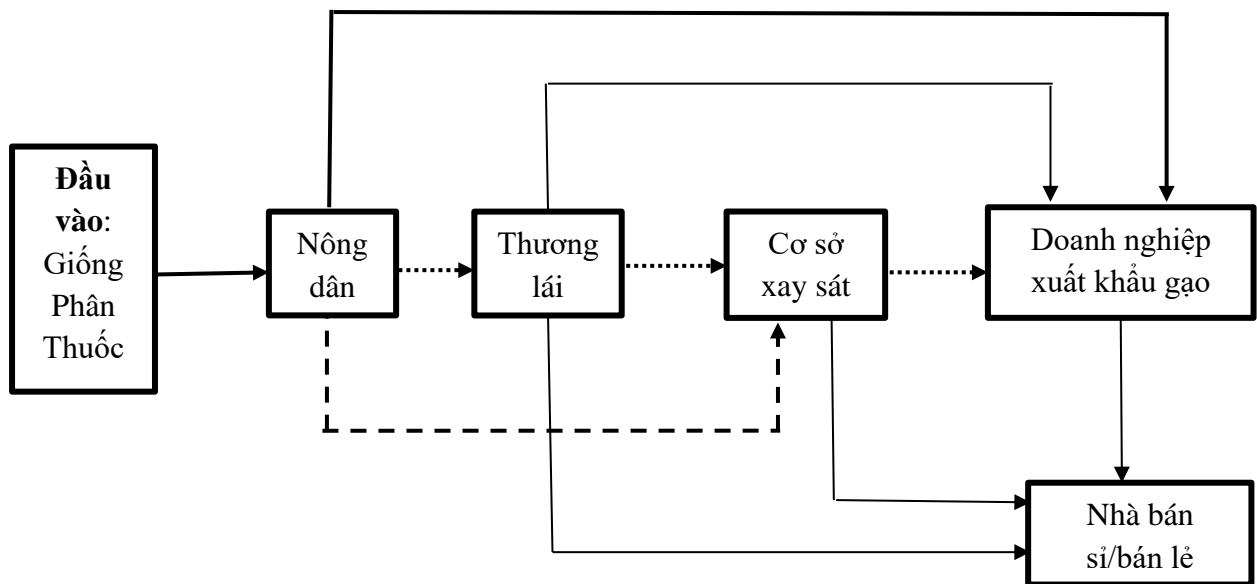 Đầu
vào:
Giống
Phân
Thuốc
Nông
dân
Thương
lái
Cơ sở
xay sát
Doanh nghiệp
xuất khẩu gạo
Nhà bán
sỉ/bán lẻ